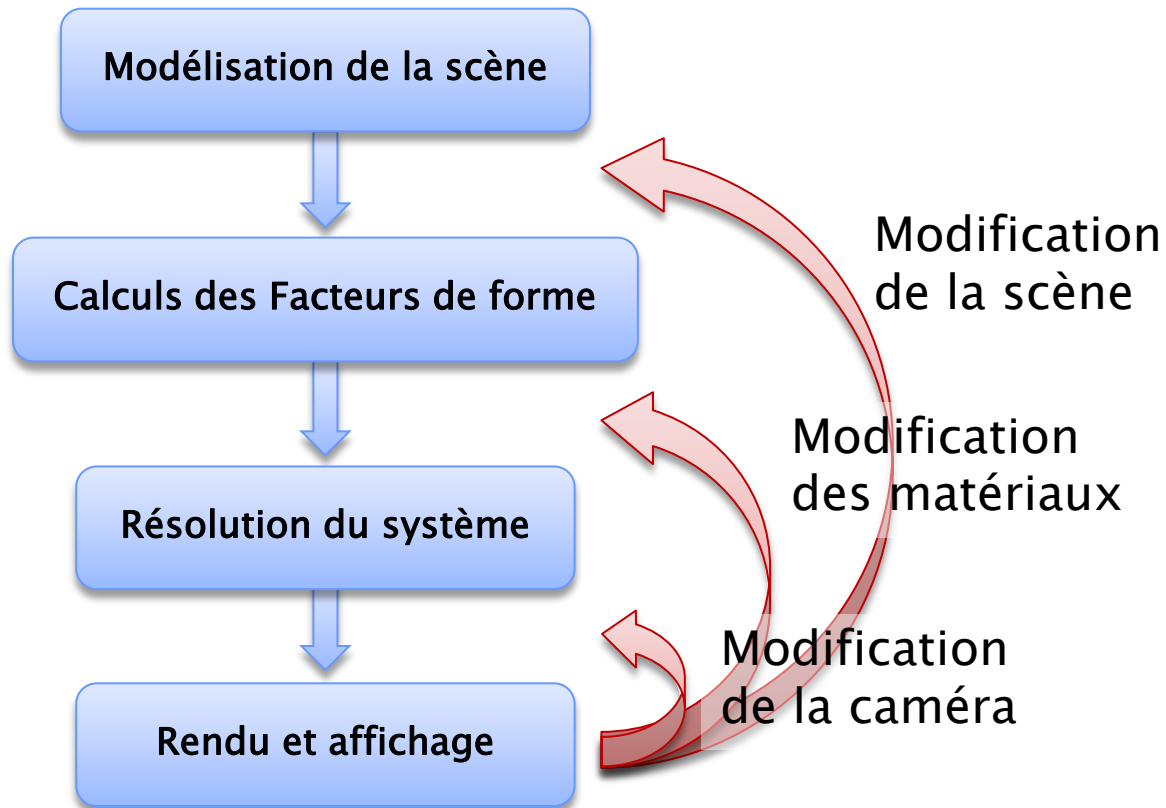 Modélisation de la scène
Calculs des Facteurs de forme
Résolution du système
Rendu et affichage
Modification
de la scène
Modification
des matériaux
Modification
de la caméra